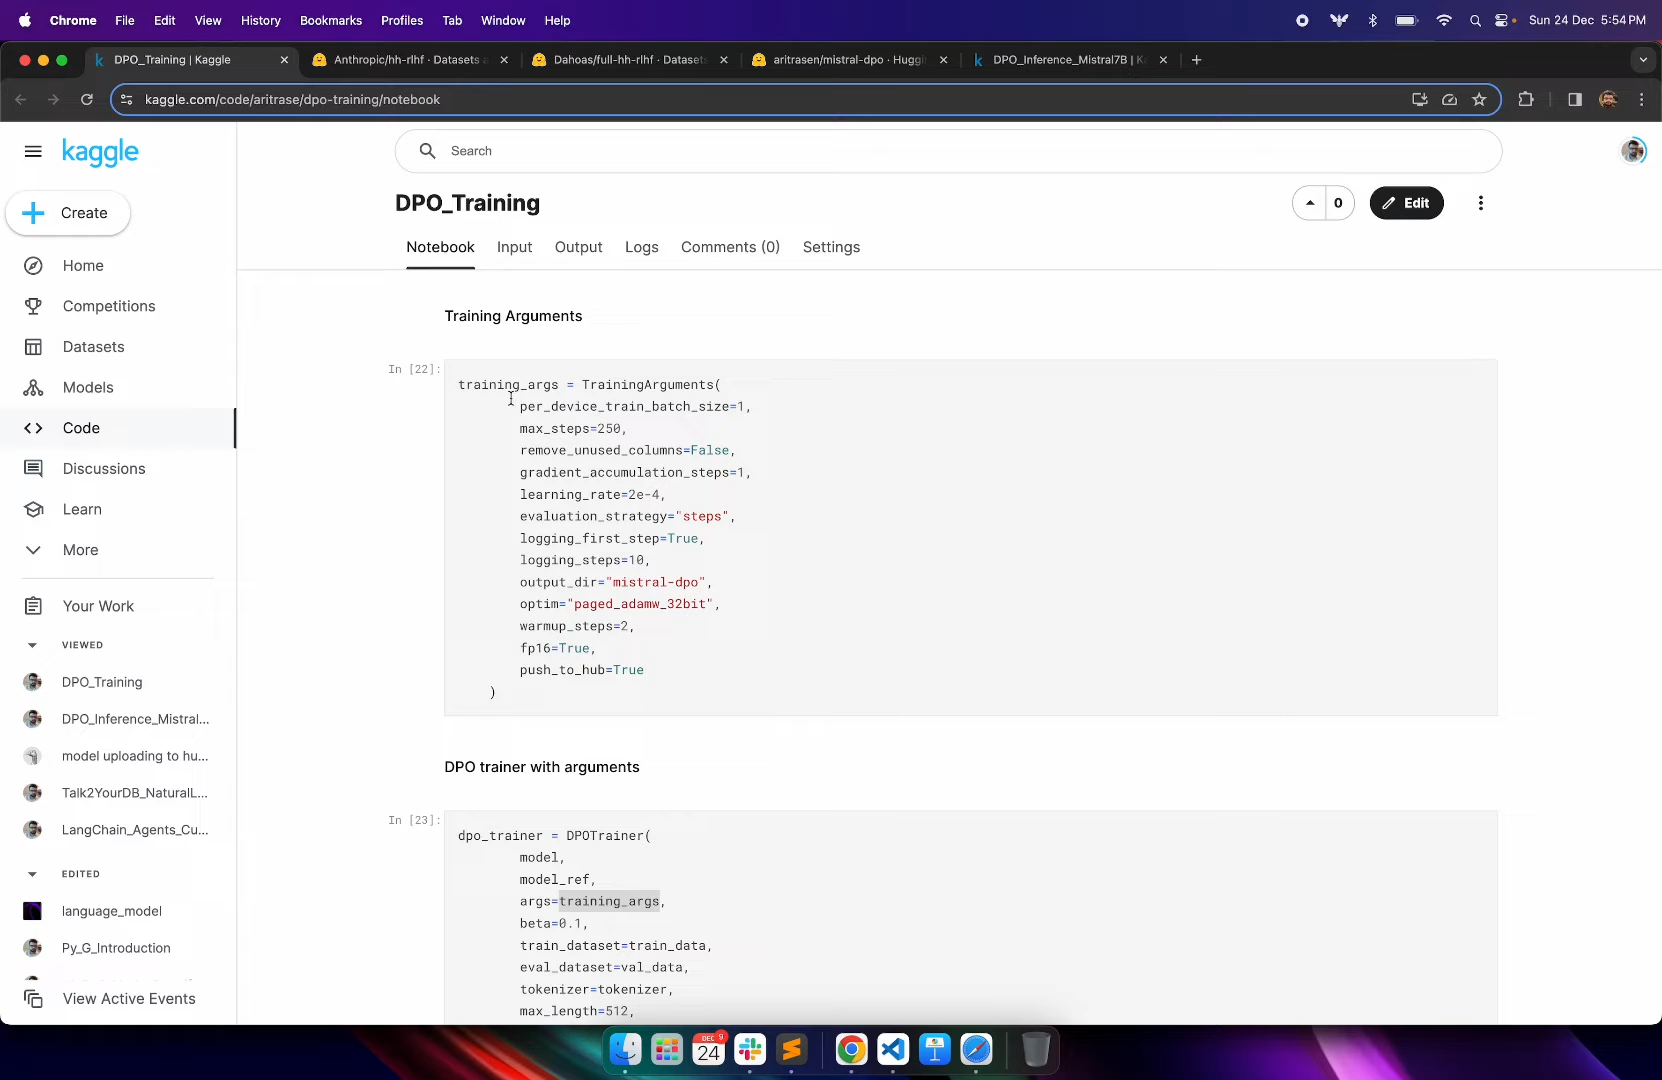 Chrome File Edit View History Bookmarks Profiles Tab Window Help Sun 24 Dec 5:54 PM
DPO_Training | Kaggle Anthropic/hh-rlhf · Datasets Dahoas/full-hh-rlhf · Datasets aritrasen/mistral-dpo · Huggi DPO_Inference_Mistral7B | K
kaggle.com/code/aritrase/dpo-training/notebook
kaggle
Search
Create
DPO_Training
0
Edit
Notebook Input Output Logs Comments (0) Settings
Home
Competitions
Datasets
Models
Code
Discussions
Learn
More
Your Work
VIEWED
DPO_Training
DPO_Inference_Mistral...
model uploading to hu...
Talk2YourDB_NaturalL...
LangChain_Agents_Cu...
EDITED
language_model
Py_G_Introduction
View Active Events
Training Arguments
In [22]:
training_args = TrainingArguments(
per_device_train_batch_size=1,
max_steps=250,
remove_unused_columns=False,
gradient_accumulation_steps=1,
learning_rate=2e-4,
evaluation_strategy="steps",
logging_first_step=True,
logging_steps=10,
output_dir="mistral-dpo",
optim="paged_adamw_32bit",
warmup_steps=2,
fp16=True,
push_to_hub=True
)
DPO trainer with arguments
In [23]:
dpo_trainer = DPOTrainer(
model,
model_ref,
args=training_args,
beta=0.1,
train_dataset=train_data,
eval_dataset=val_data,
tokenizer=tokenizer,
max_length=512,
DEC 9
24